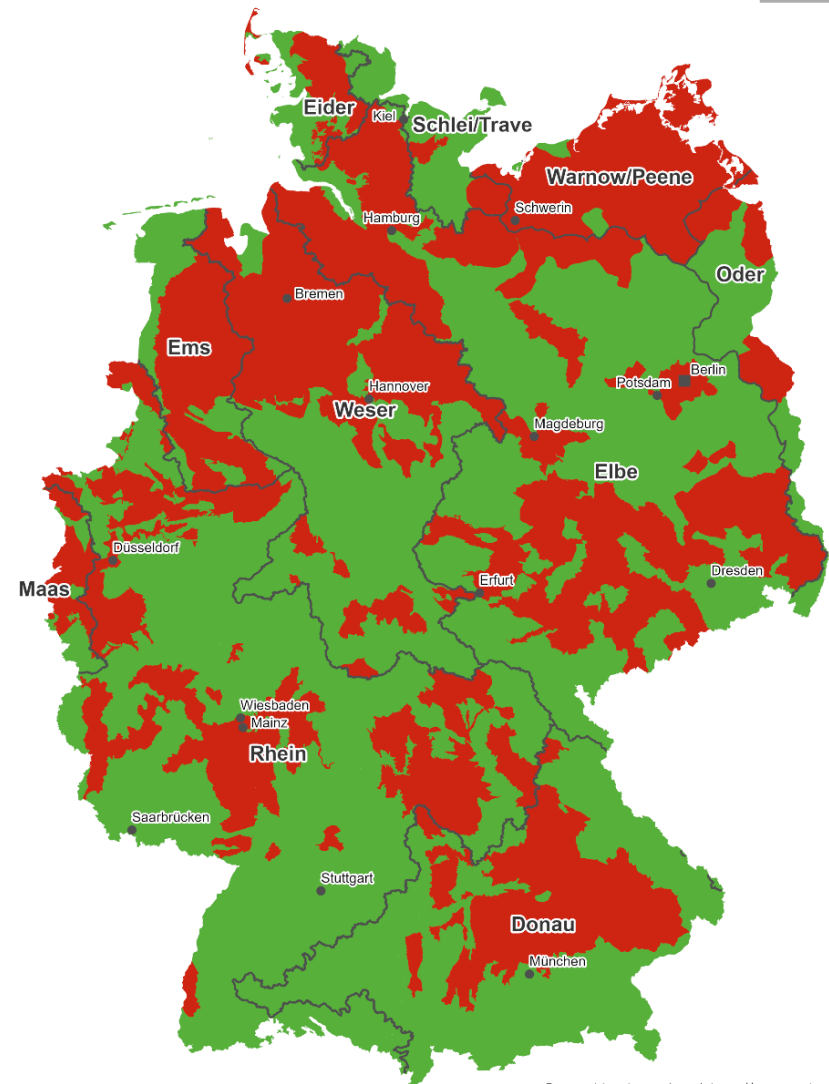 Eider
Kiel
Schlei/Trave
Warnow/Peene
Schwerin
Hamburg
Oder
Bremen
Ems
Berlin
Potsdam
Hannover
Weser
Magdeburg
Elbe
Düsseldorf
Dresden
Erfurt
Maas
Wiesbaden
Mainz
Rhein
Saarbrücken
Stuttgart
Donau
München